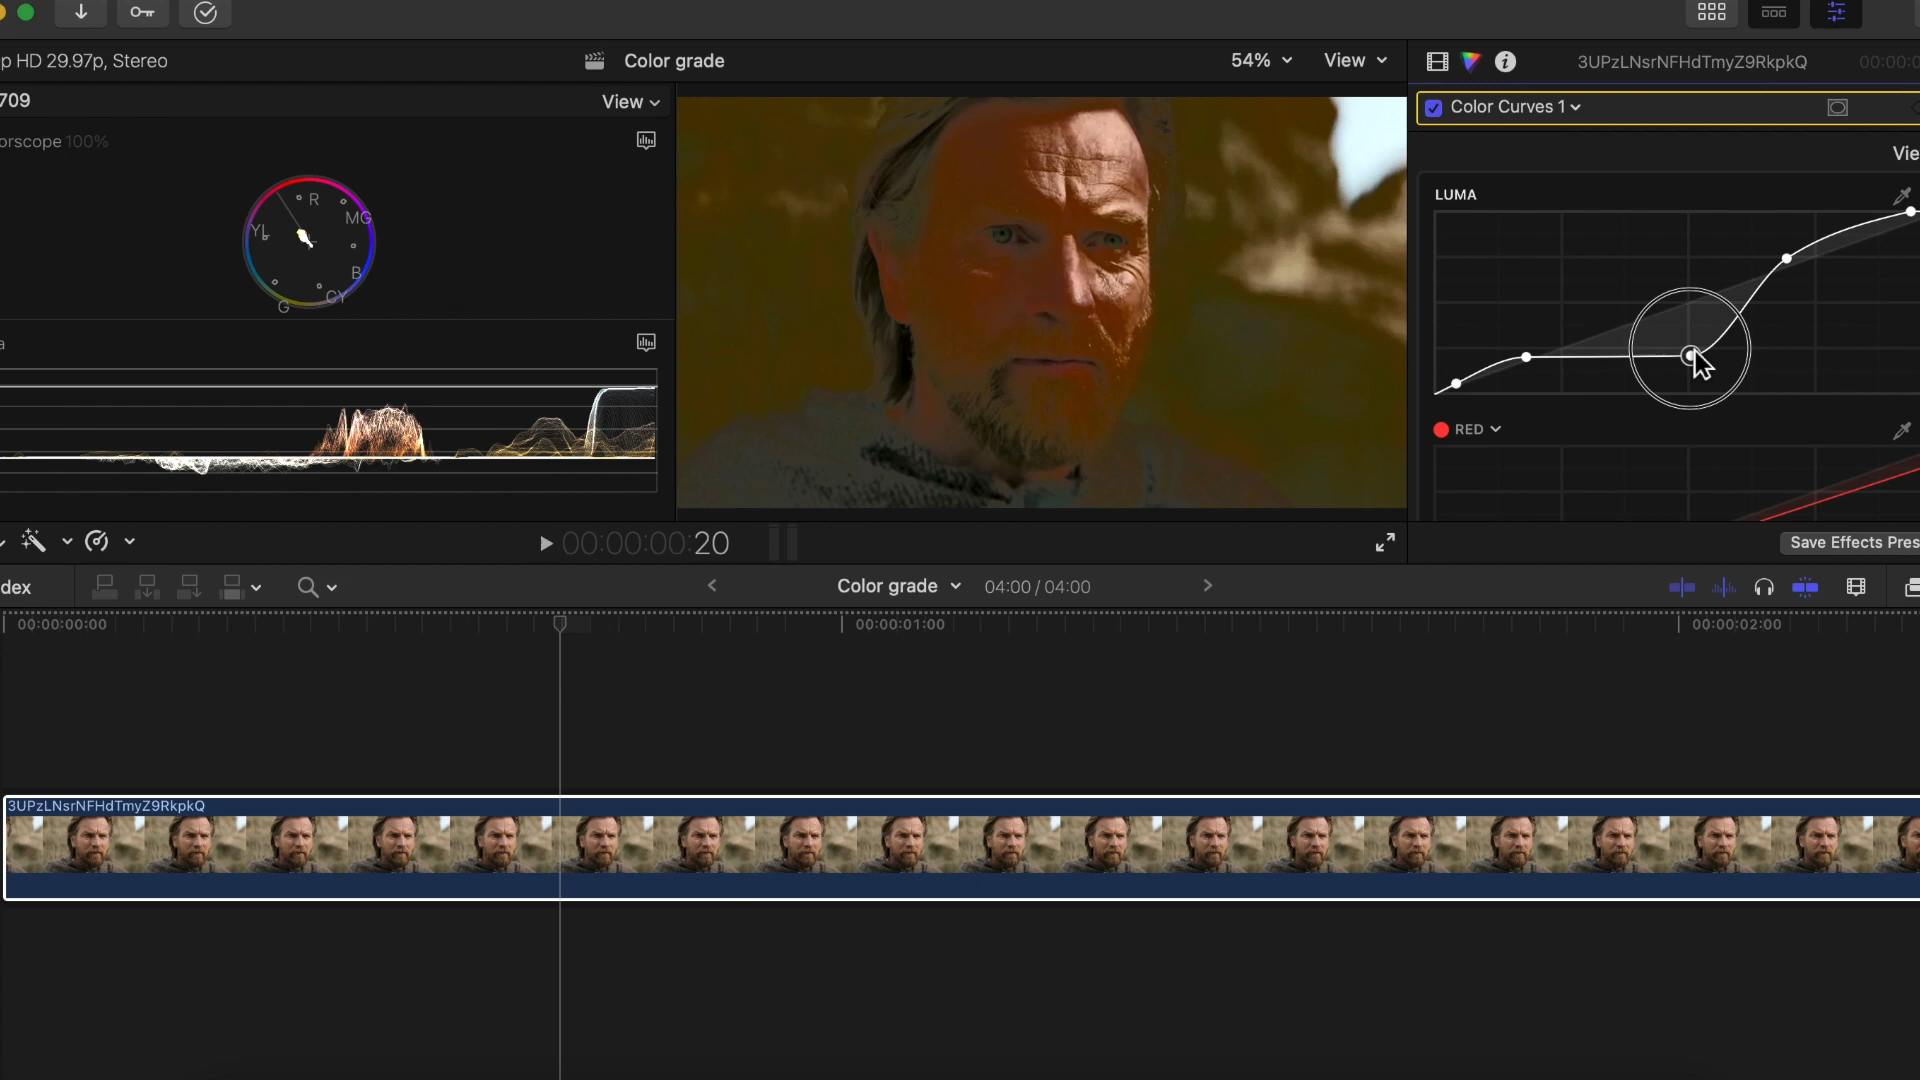 p HD 29.97p, Stereo
Color grade
54%
View
3UPzLNsrNFHdTmyZ9RkpkQ
00:00:0
709
View
Color Curves 1
orscope 100%
Vie
R
MG
YL
B
CY
G
LUMA
a
RED
00:00:00:20
Save Effects Pres
dex
Color grade
04:00 / 04:00
00:00:00:00
00:00:01:00
00:00:02:00
3UPzLNsrNFHdTmyZ9RkpkQ